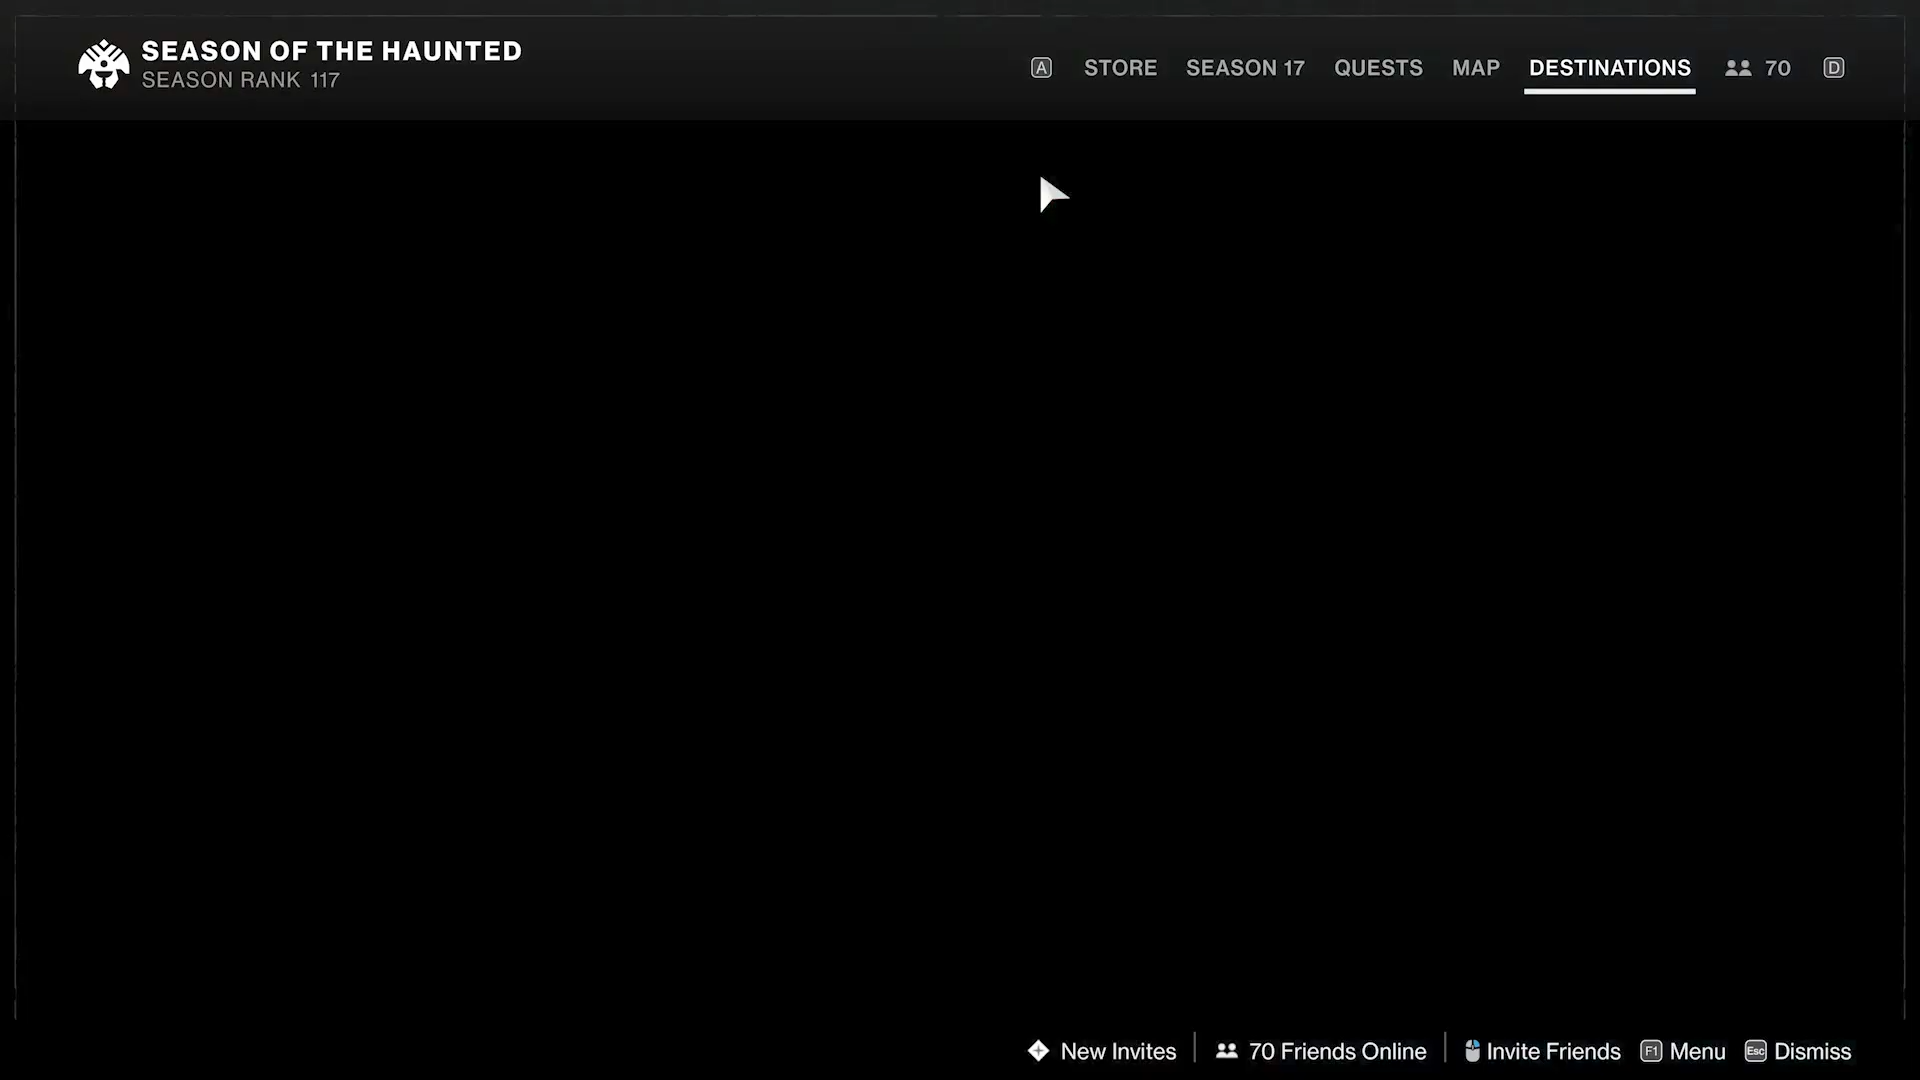 SEASON OF THE HAUNTED
SEASON RANK 117
A STORE SEASON 17 QUESTS MAP DESTINATIONS 70 D
New Invites 70 Friends Online Invite Friends F1 Menu Esc Dismiss